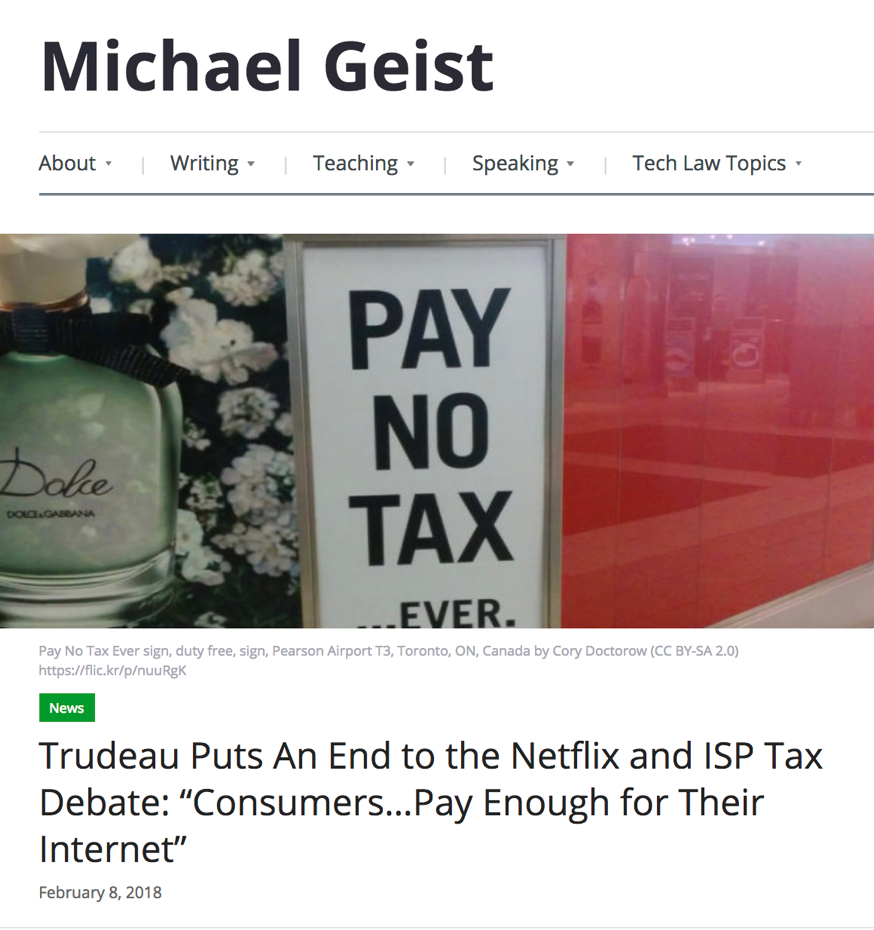 Michael Geist
About | Writing | Teaching | Speaking | Tech Law Topics
PAY
NO
TAX
...EVER.
Dolce
DOLCE&GABBANA
Pay No Tax Ever sign, duty free, sign, Pearson Airport T3, Toronto, ON, Canada by Cory Doctorow (CC BY-SA 2.0)
https://flic.kr/p/nuuRgK
News
Trudeau Puts An End to the Netflix and ISP Tax
Debate: “Consumers...Pay Enough for Their
Internet”
February 8, 2018